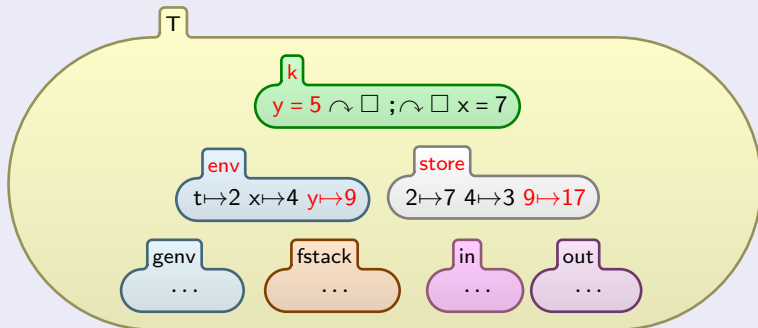 T
k
y = 5 ↷ □ ; ↷ □ x = 7
env
store
t↦2 x↦4 y↦9
2↦7 4↦3 9↦17
genv
fstack
in
out
...
...
...
...